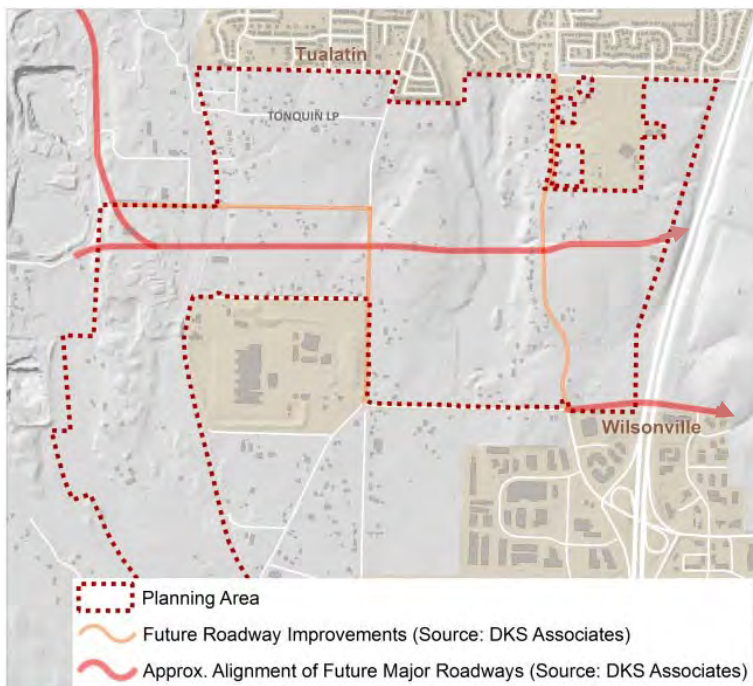 Tualatin
TONQUIN LP
Wilsonville
Planning Area
Future Roadway Improvements (Source: DKS Associates)
Approx. Alignment of Future Major Roadways (Source: DKS Associates)